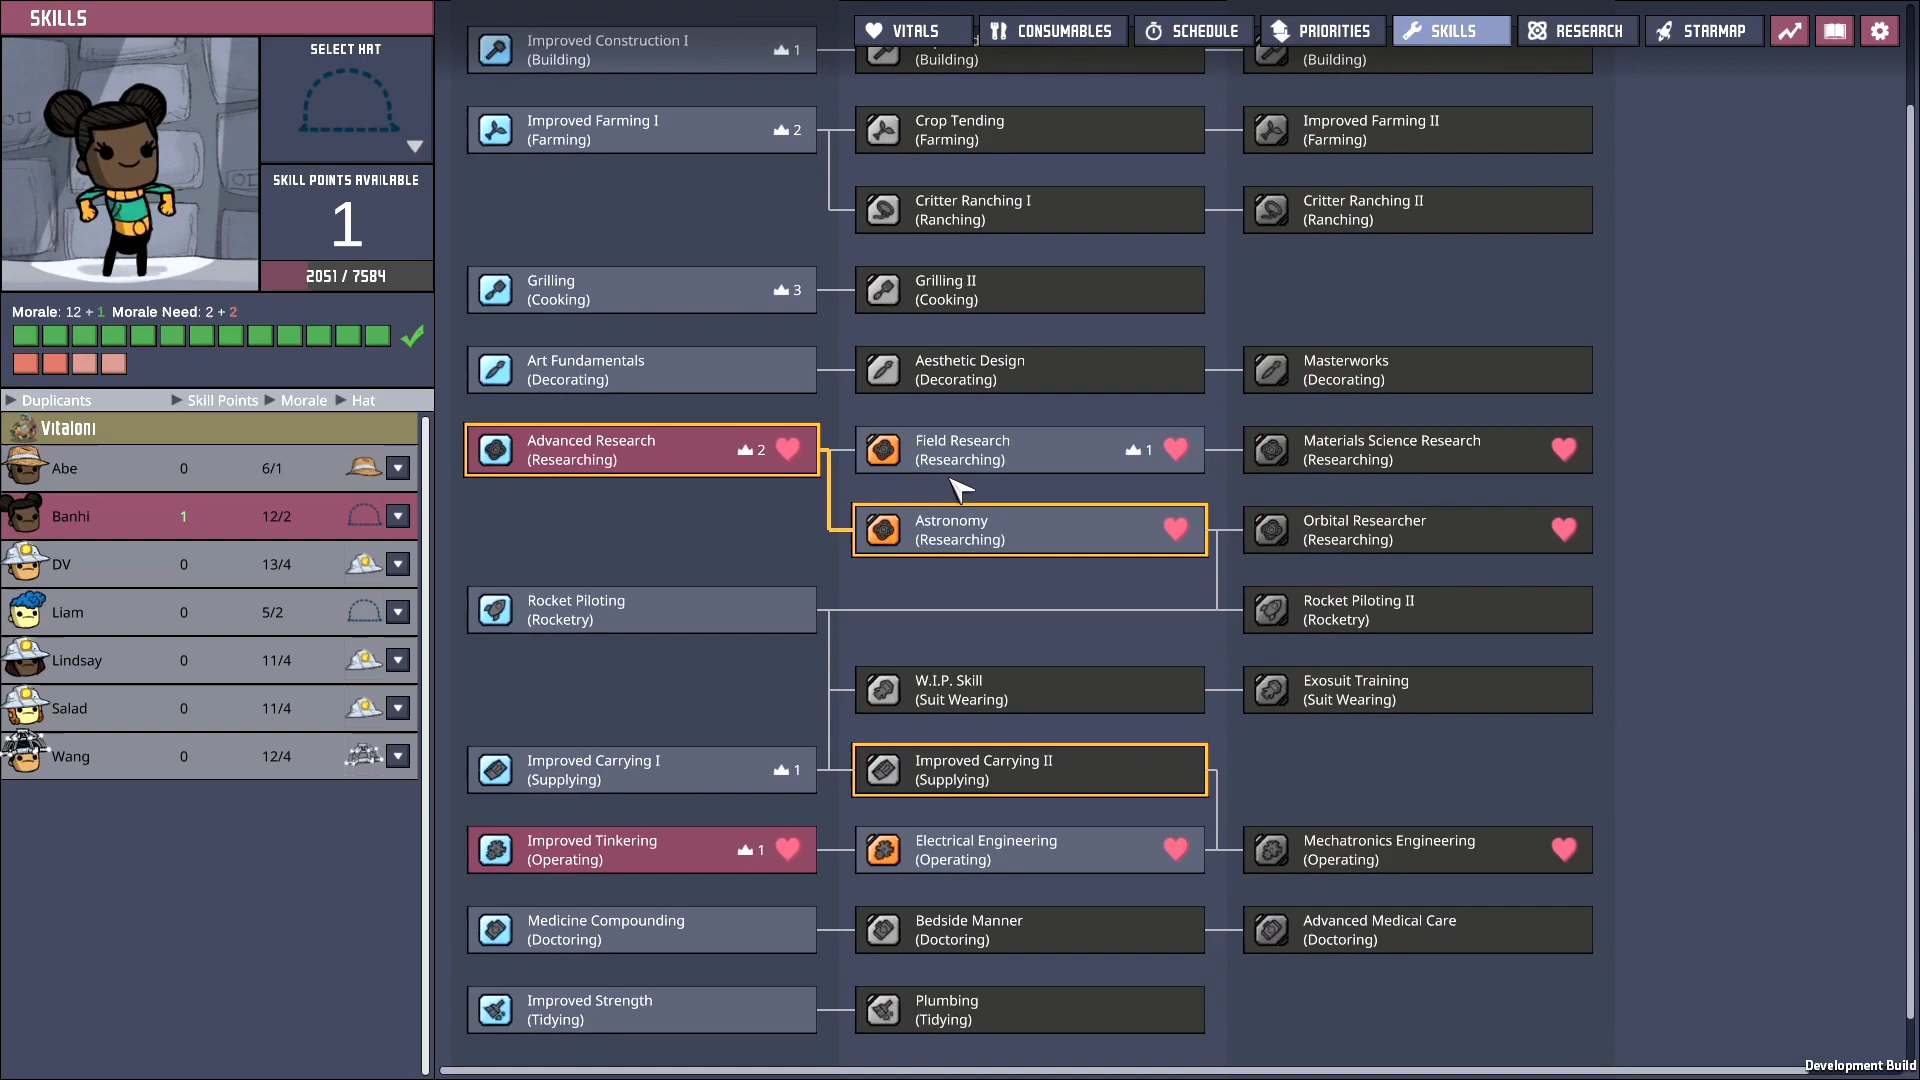 SKILLS
VITALS
CONSUMABLES
SCHEDULE
PRIORITIES
SKILLS
RESEARCH
STARMAP
SELECT HAT
SKILL POINTS AVAILABLE
1
2051 / 7584
Morale: 12 + 1 Morale Need: 2 + 2
Duplicants Skill Points Morale Hat
Vitaloni
Abe 0 6/1
Banhi 1 12/2
DV 0 13/4
Liam 0 5/2
Lindsay 0 11/4
Salad 0 11/4
Wang 0 12/4
Improved Construction I 1
(Building)
(Building)
(Building)
Improved Farming I 2
(Farming)
Crop Tending
(Farming)
Improved Farming II
(Farming)
Critter Ranching I
(Ranching)
Critter Ranching II
(Ranching)
Grilling 3
(Cooking)
Grilling II
(Cooking)
Art Fundamentals
(Decorating)
Aesthetic Design
(Decorating)
Masterworks
(Decorating)
Advanced Research 2
(Researching)
Field Research 1
(Researching)
Materials Science Research
(Researching)
Astronomy
(Researching)
Orbital Researcher
(Researching)
Rocket Piloting
(Rocketry)
Rocket Piloting II
(Rocketry)
W.I.P. Skill
(Suit Wearing)
Exosuit Training
(Suit Wearing)
Improved Carrying I 1
(Supplying)
Improved Carrying II
(Supplying)
Improved Tinkering 1
(Operating)
Electrical Engineering
(Operating)
Mechatronics Engineering
(Operating)
Medicine Compounding
(Doctoring)
Bedside Manner
(Doctoring)
Advanced Medical Care
(Doctoring)
Improved Strength
(Tidying)
Plumbing
(Tidying)
Development Build